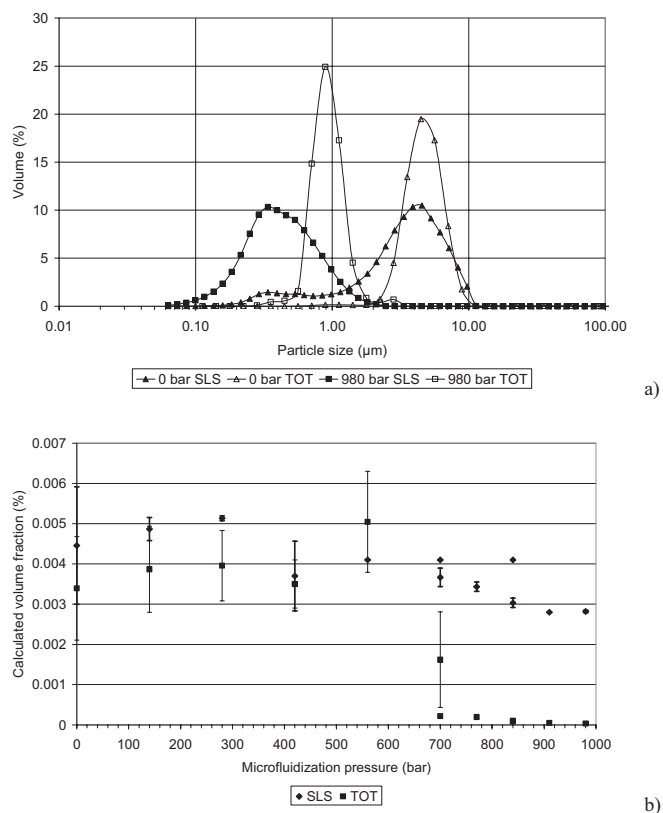 30
25
20
15
10
5
0
Volume (%)
0.01 0.10 1.00 10.00 100.00
Particle size (µm)
0 bar SLS 0 bar TOT 980 bar SLS 980 bar TOT
a)
0.007
0.006
0.005
0.004
0.003
0.002
0.001
0
Calculated volume fraction (%)
0 100 200 300 400 500 600 700 800 900 1000
Microfluidization pressure (bar)
SLS TOT
b)